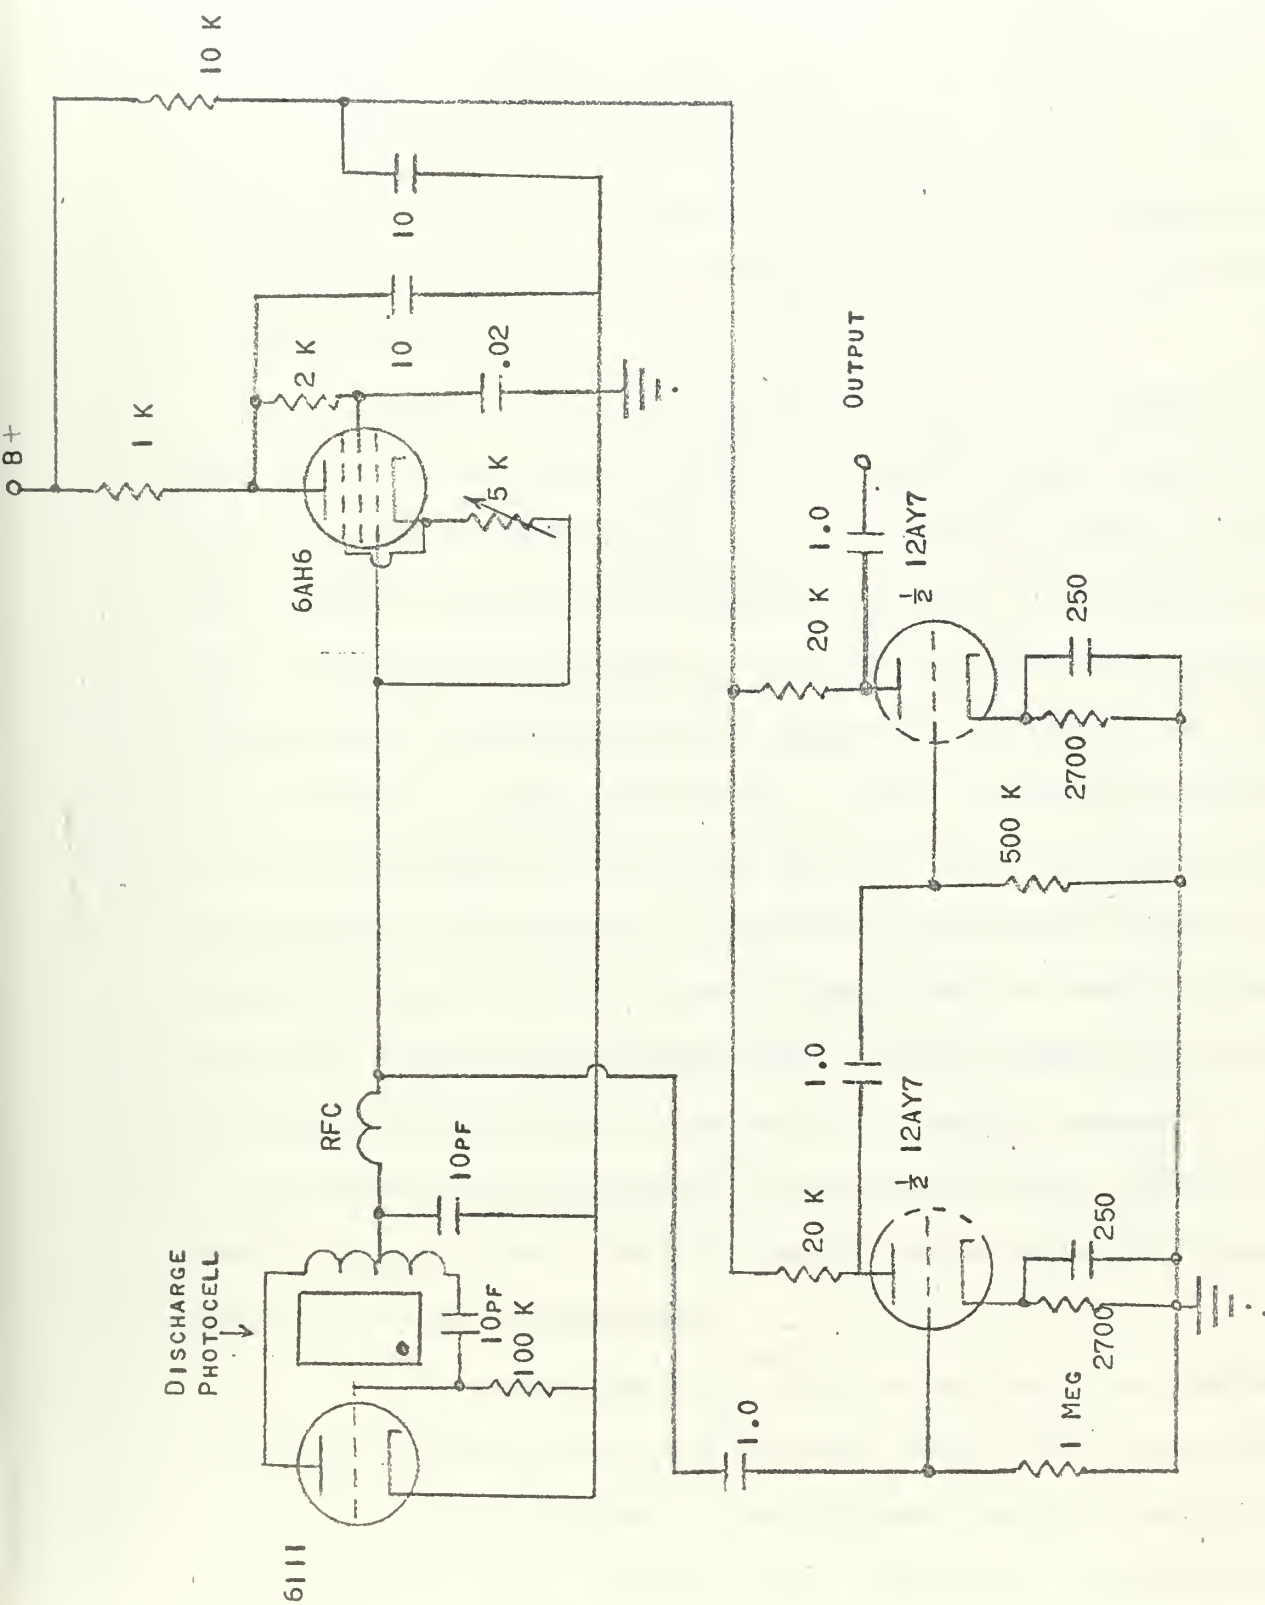 B+
10 K
1 K
2 K
10
10
.02
5 K
6AH6
OUTPUT
1.0
20 K
½ 12AY7
250
2700
500 K
RFC
10PF
1.0
½ 12AY7
20 K
250
2700
DISCHARGE
PHOTOCELL
10PF
100 K
1.0
1 MEG
6111